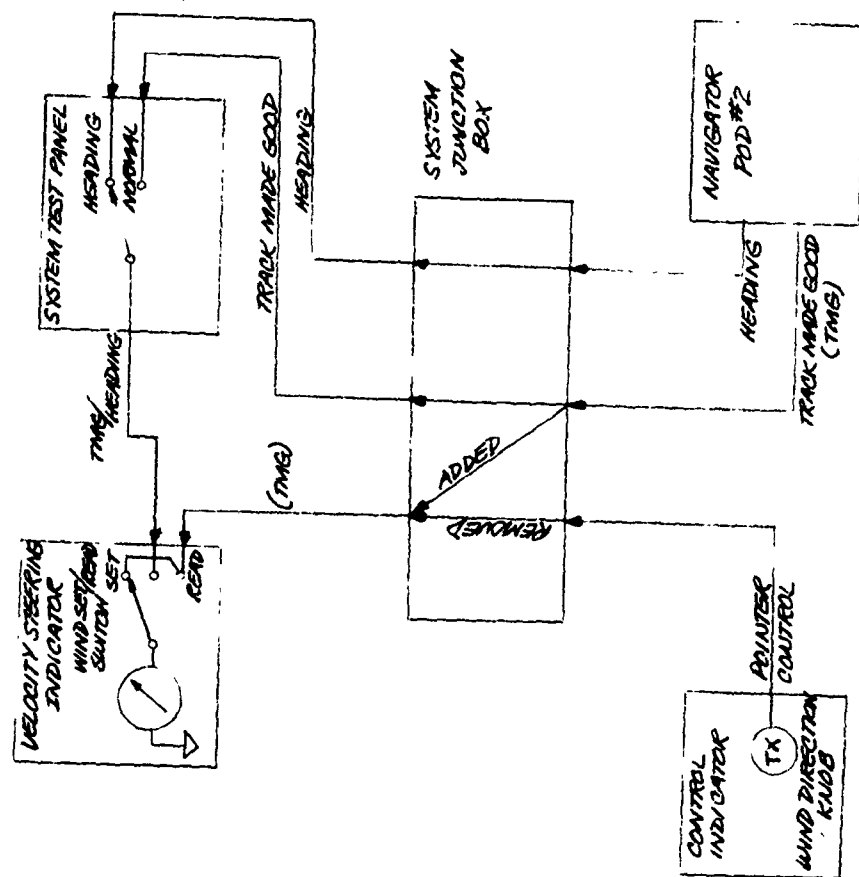 VELOCITY STEERING
INDICATOR
WIND SET/READ
SWITCH
SET
READ
TMG/
HEADING
SYSTEM TEST PANEL
HEADING
NORMAL
(TMG)
TRACK MADE GOOD
HEADING
SYSTEM
JUNCTION
BOX
ADDED
REMOVED
CONTROL
INDICATOR
TX
WIND DIRECTION
KNOB
POINTER
CONTROL
HEADING
TRACK MADE GOOD
(TMG)
NAVIGATOR
POD #2